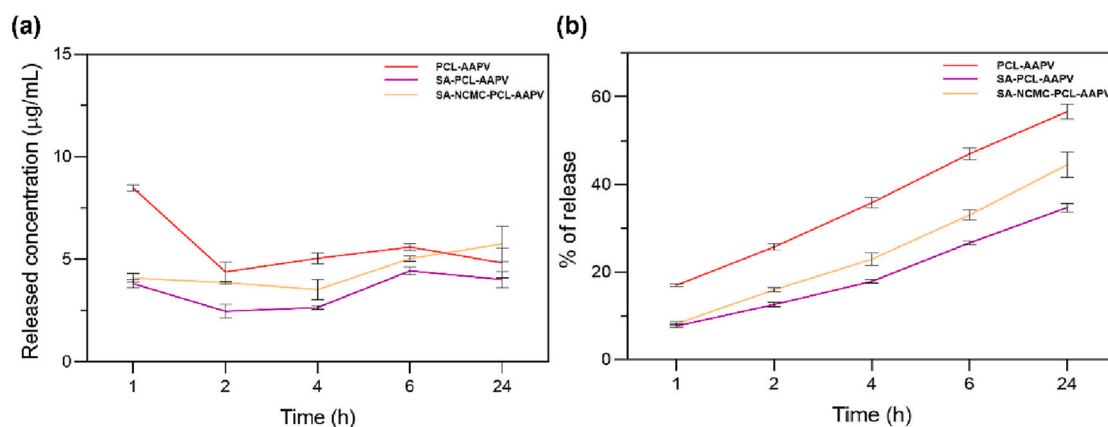 (a)
15
10
5
0
Released concentration (µg/mL)
PCL-AAPV
SA-PCL-AAPV
SA-NCMC-PCL-AAPV
1 2 4 6 24
Time (h)
(b)
60
40
20
0
% of release
PCL-AAPV
SA-PCL-AAPV
SA-NCMC-PCL-AAPV
1 2 4 6 24
Time (h)